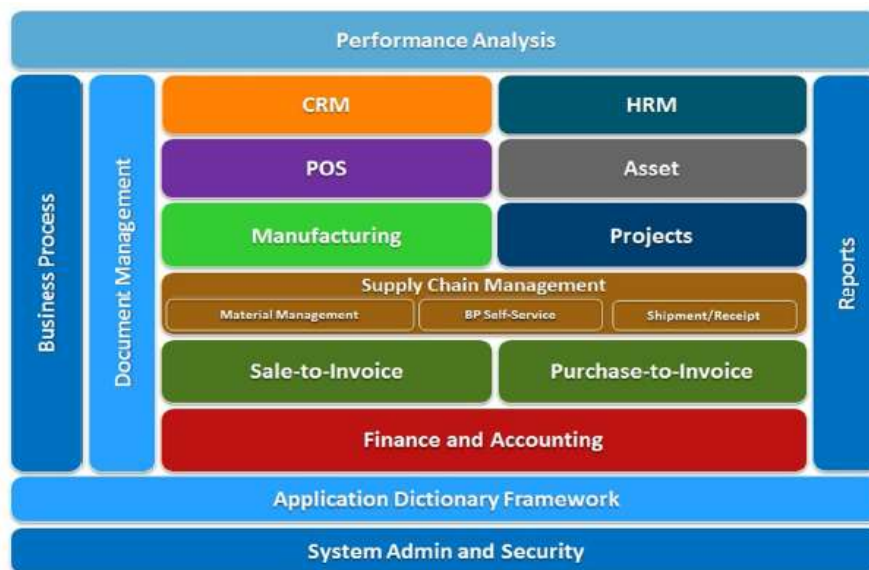 Performance Analysis
Business Process
Document Management
CRM
HRM
POS
Asset
Manufacturing
Projects
Supply Chain Management
Material Management
BP Self-Service
Shipment/Receipt
Sale-to-Invoice
Purchase-to-Invoice
Finance and Accounting
Reports
Application Dictionary Framework
System Admin and Security